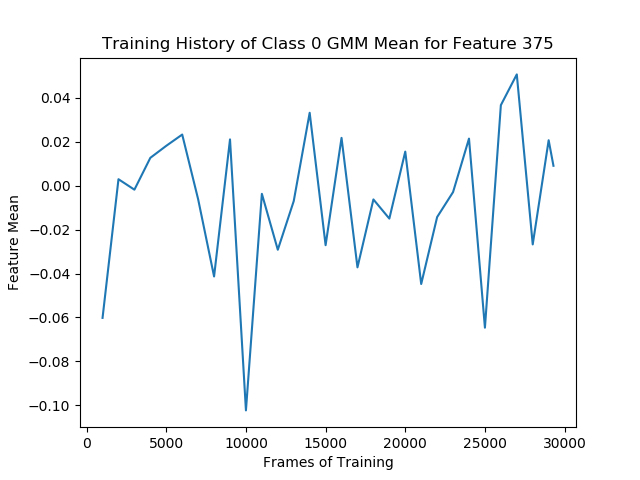 Training History of Class 0 GMM Mean for Feature 375
0.04
0.02
0.00
−0.02
−0.04
−0.06
−0.08
−0.10
Feature Mean
0 5000 10000 15000 20000 25000 30000
Frames of Training